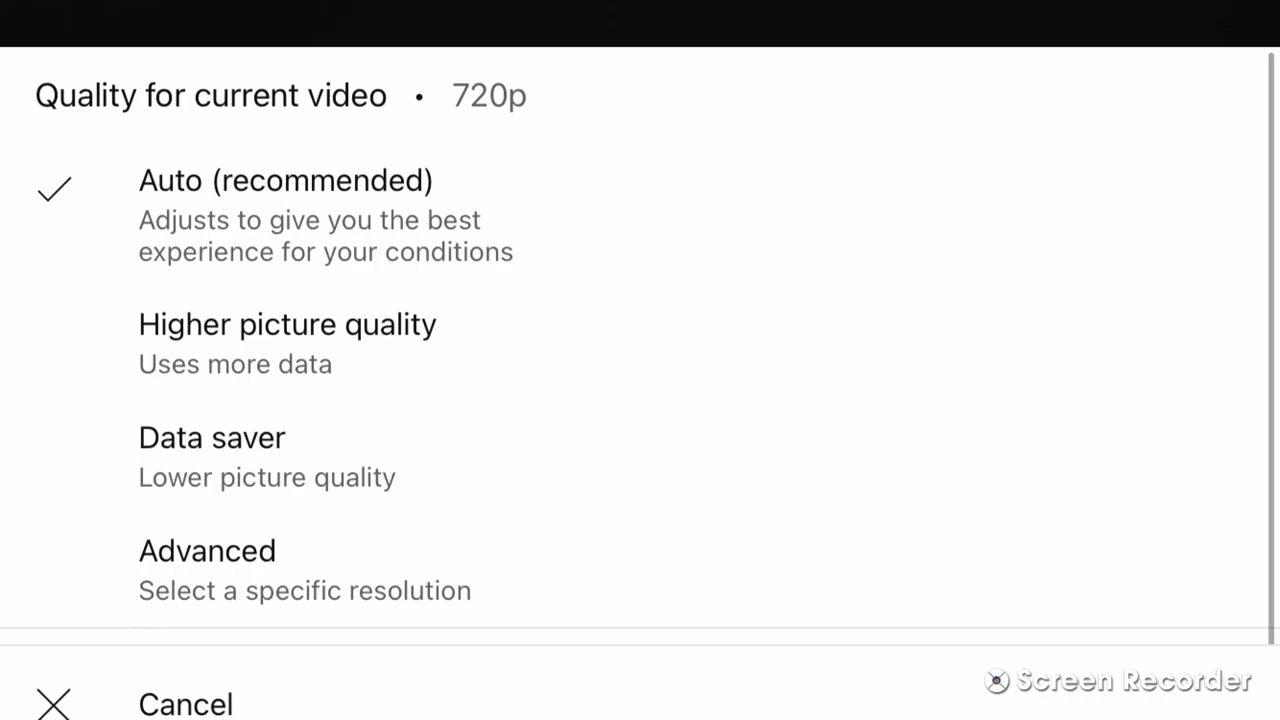 Quality for current video • 720p
Auto (recommended)
Adjusts to give you the best
experience for your conditions
Higher picture quality
Uses more data
Data saver
Lower picture quality
Advanced
Select a specific resolution
Cancel
Screen Recorder